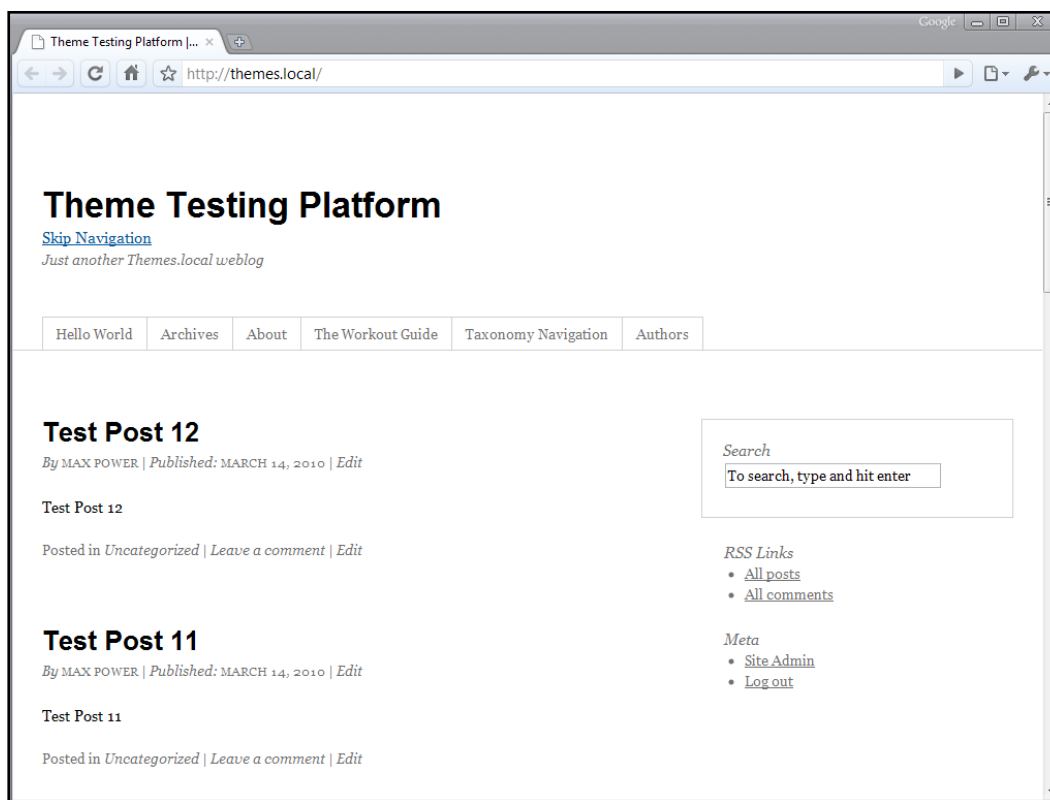 Google
Theme Testing Platform |...
http://themes.local/
Theme Testing Platform
Skip Navigation
Just another Themes.local weblog
Hello World Archives About The Workout Guide Taxonomy Navigation Authors
Test Post 12
By MAX POWER | Published: MARCH 14, 2010 | Edit
Test Post 12
Posted in Uncategorized | Leave a comment | Edit
Test Post 11
By MAX POWER | Published: MARCH 14, 2010 | Edit
Test Post 11
Posted in Uncategorized | Leave a comment | Edit
Search
To search, type and hit enter
RSS Links
All posts
All comments
Meta
Site Admin
Log out